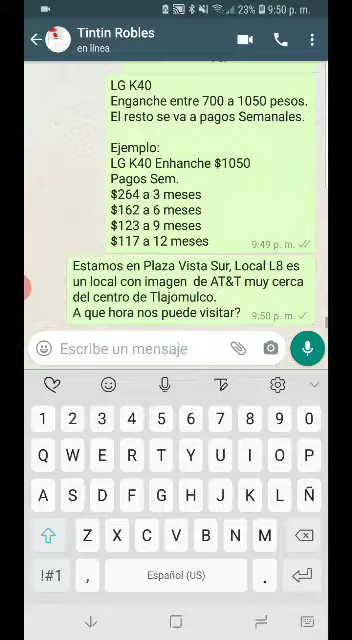 23% 9:50 p. m.
Tintin Robles
en línea
LG K40
Enganche entre 700 a 1050 pesos.
El resto se va a pagos Semanales.
Ejemplo:
LG K40 Enhanche $1050
Pagos Sem.
$264 a 3 meses
$162 a 6 meses
$123 a 9 meses
$117 a 12 meses
9:49 p. m.
Estamos en Plaza Vista Sur, Local L8 es
un local con imagen de AT&T muy cerca
del centro de Tlajomulco.
A que hora nos puede visitar?
9:50 p. m.
Escribe un mensaje
1 2 3 4 5 6 7 8 9 0
Q W E R T Y U I O P
A S D F G H J K L Ñ
Z X C V B N M
!#1 , Español (US) .